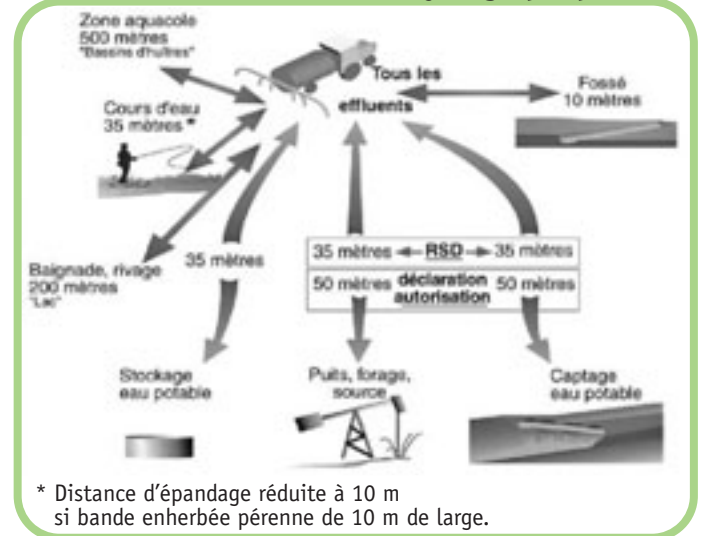 Zone aquacole
500 mètres
"Bassins d'huîtres"
Tous les
effluents
Fossé
10 mètres
Cours d'eau
35 mètres *
Baignade, rivage
200 mètres
"Lac"
35 mètres
35 mètres RSD 35 mètres
50 mètres déclaration 50 mètres
autorisation
Stockage
eau potable
Puits, forage,
source
Captage
eau potable
* Distance d'épandage réduite à 10 m
si bande enherbée pérenne de 10 m de large.